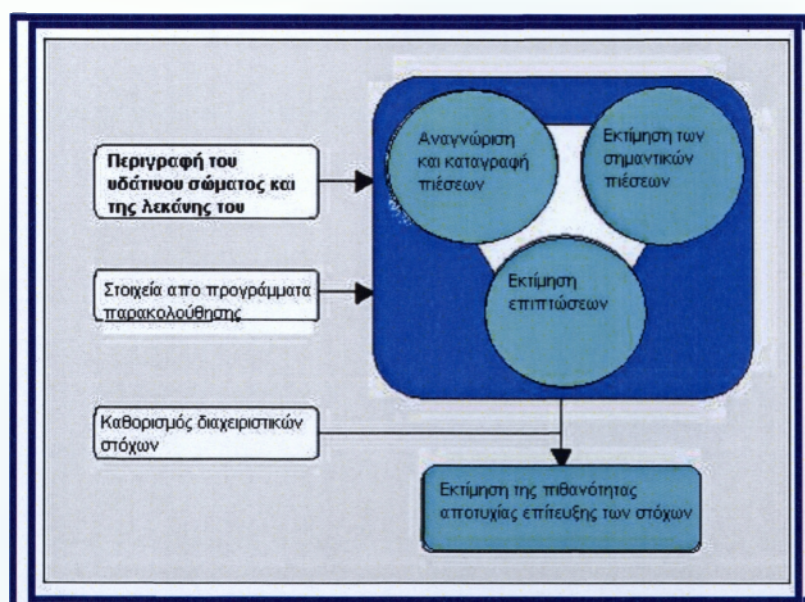 Περιγραφή του
υδάτινου σώματος και
της λεκάνης του
Στοιχεία απο προγράμματα
παρακολούθησης
Καθορισμός διαχειριστικών
στόχων
Αναγνώριση
και καταγραφή
πιέσεων
Εκτίμηση των
σημαντικών
πιέσεων
Εκτίμηση
επιπτώσεων
Εκτίμηση της πιθανότητας
αποτυχίας επίτευξης των στόχων